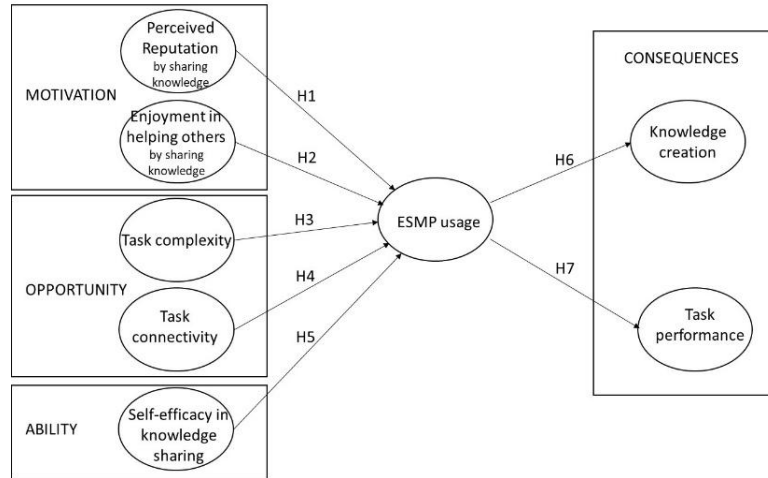 MOTIVATION
Perceived
Reputation
by sharing
knowledge
Enjoyment in
helping others
by sharing
knowledge
OPPORTUNITY
Task complexity
Task
connectivity
ABILITY
Self-efficacy in
knowledge
sharing
H1
H2
H3
H4
H5
ESMP usage
H6
H7
CONSEQUENCES
Knowledge
creation
Task
performance